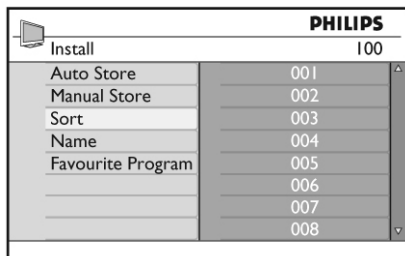 PHILIPS
Install 100
Auto Store 001
Manual Store 002
Sort 003
Name 004
Favourite Program 005
006
007
008